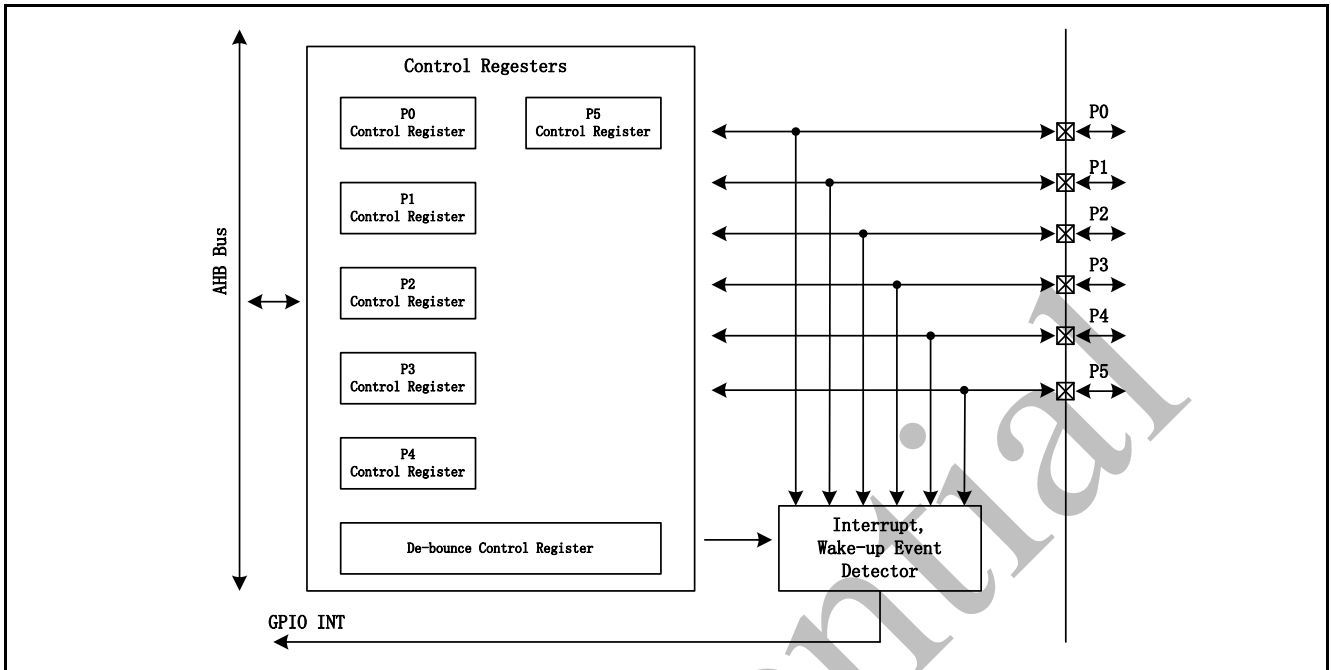 Control Regesters
P0
Control Register
P5
Control Register
P1
Control Register
P2
Control Register
P3
Control Register
P4
Control Register
De-bounce Control Register
AHB Bus
GPIO INT
Interrupt,
Wake-up Event
Detector
P0
P1
P2
P3
P4
P5
ential